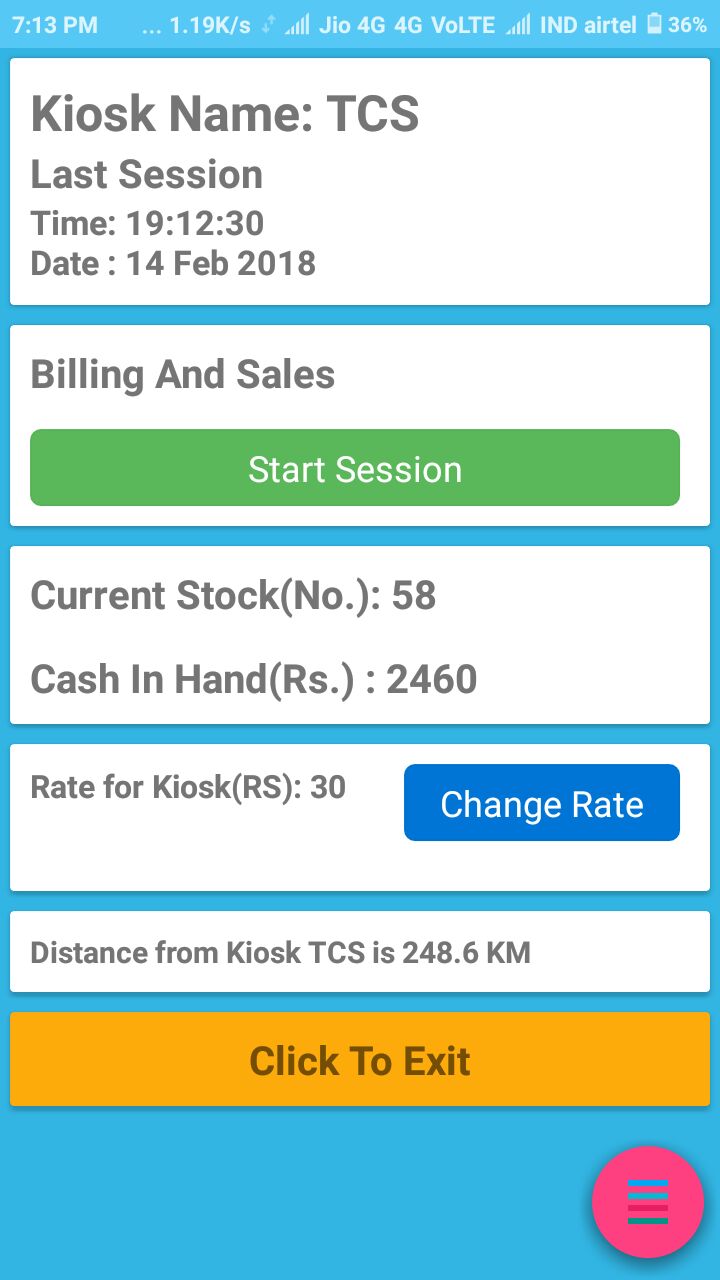 7:13 PM ... 1.19K/s Jio 4G 4G VoLTE IND airtel 36%
Kiosk Name: TCS
Last Session
Time: 19:12:30
Date : 14 Feb 2018
Billing And Sales
Start Session
Current Stock(No.): 58
Cash In Hand(Rs.) : 2460
Rate for Kiosk(RS): 30
Change Rate
Distance from Kiosk TCS is 248.6 KM
Click To Exit